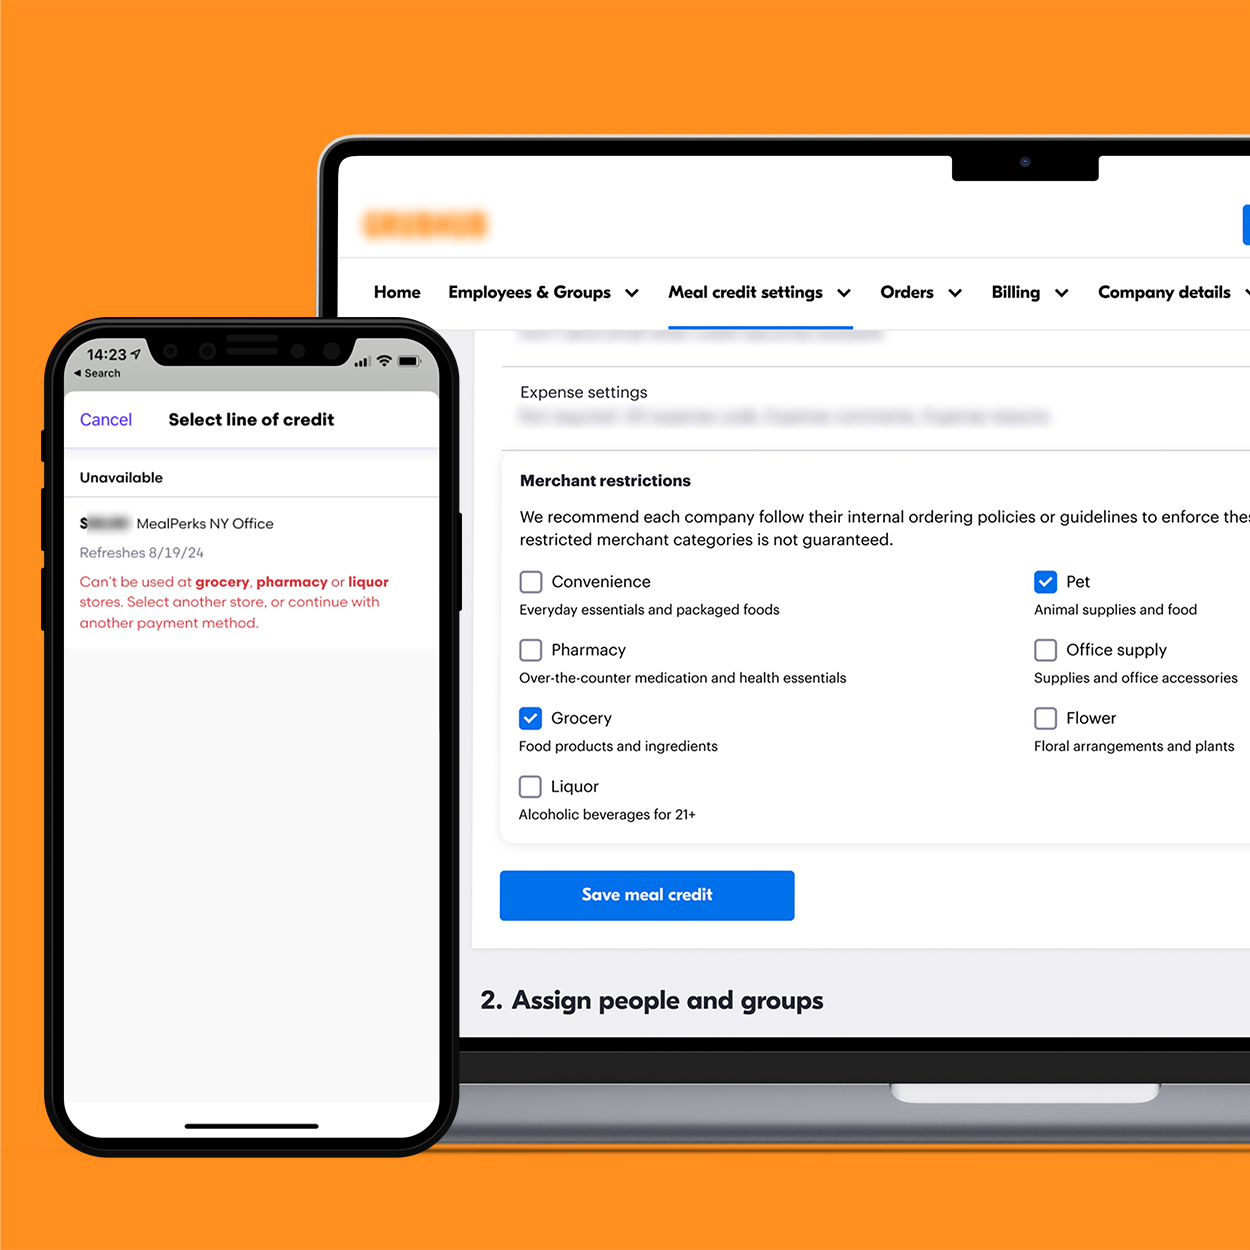 GRUBHUB
Home Employees & Groups Meal credit settings Orders Billing Company details
Expense settings
Merchant restrictions
We recommend each company follow their internal ordering policies or guidelines to enforce
restricted merchant categories is not guaranteed.
Convenience
Everyday essentials and packaged foods
Pharmacy
Over-the-counter medication and health essentials
Grocery
Food products and ingredients
Liquor
Alcoholic beverages for 21+
Pet
Animal supplies and food
Office supply
Supplies and office accessories
Flower
Floral arrangements and plants
Save meal credit
2. Assign people and groups
14:23
Search
Cancel Select line of credit
Unavailable
$ MealPerks NY Office
Refreshes 8/19/24
Can't be used at grocery, pharmacy or liquor
stores. Select another store, or continue with
another payment method.